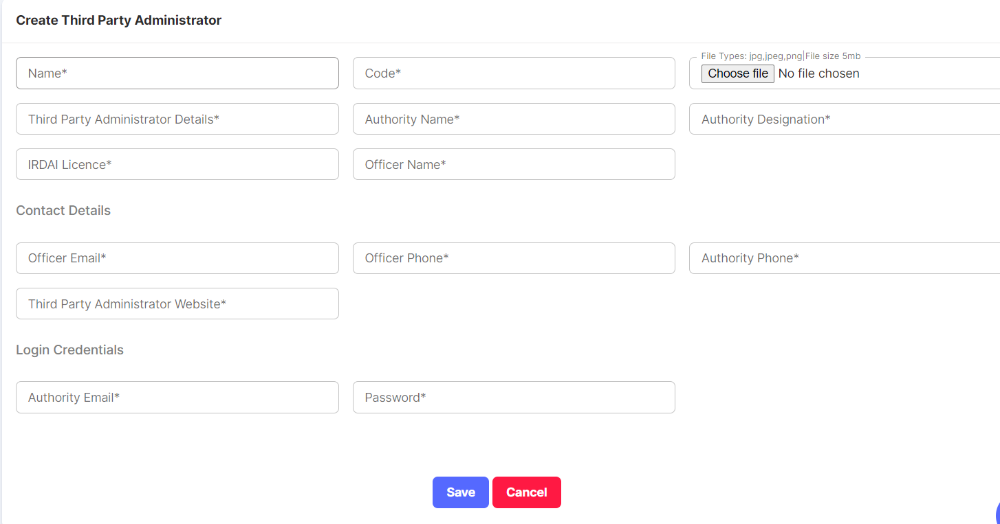 Create Third Party Administrator
File Types: jpg,jpeg,png|File size 5mb
Name*
Code*
Choose file No file chosen
Third Party Administrator Details*
Authority Name*
Authority Designation*
IRDAI Licence*
Officer Name*
Contact Details
Officer Email*
Officer Phone*
Authority Phone*
Third Party Administrator Website*
Login Credentials
Authority Email*
Password*
Save
Cancel